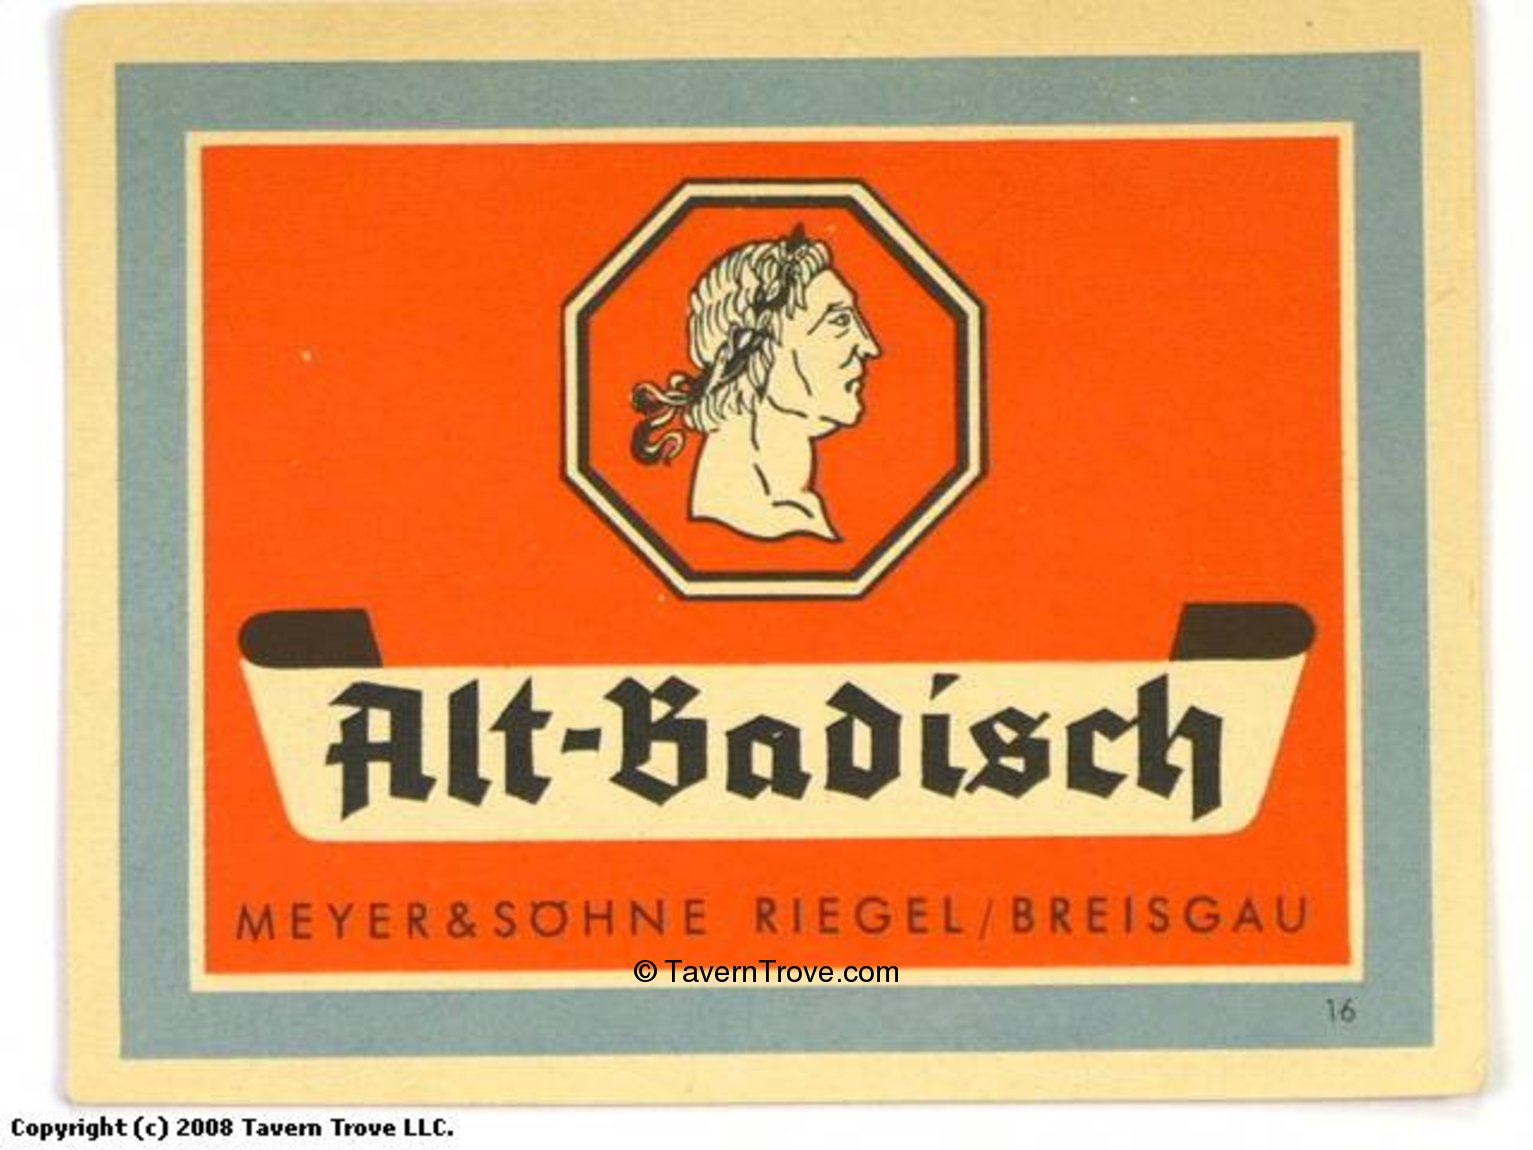 Alt-Badisch
MEYER & SÖHNE RIEGEL/BREISGAU
© TavernTrove.com
16
Copyright (c) 2008 Tavern Trove LLC.